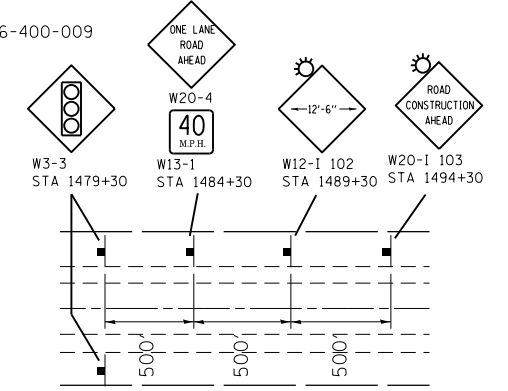 6-400-009
ONE LANE
ROAD
AHEAD
W20-4
40
M.P.H.
12'-6"
ROAD
CONSTRUCTION
AHEAD
W3-3
STA 1479+30
W13-1
STA 1484+30
W12-I 102
STA 1489+30
W20-I 103
STA 1494+30
500'
500'
500'